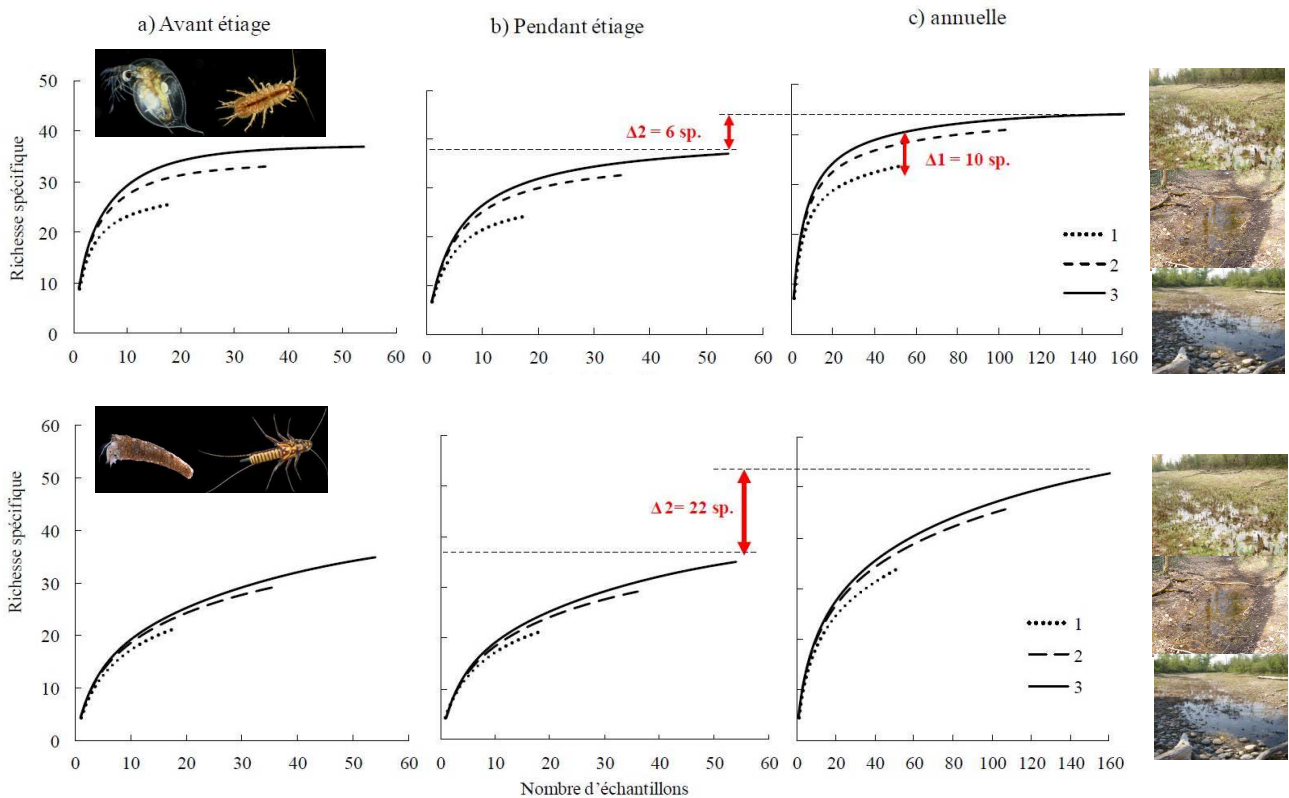 a) Avant étiage
b) Pendant étiage
c) annuelle
Richesse spécifique
50
40
30
20
10
0
0 10 20 30 40 50 60
Δ2 = 6 sp.
0 10 20 30 40 50 60
Δ1 = 10 sp.
1
2
3
0 20 40 60 80 100 120 140 160
Richesse spécifique
60
50
40
30
20
10
0
0 10 20 30 40 50 60
Δ 2= 22 sp.
0 10 20 30 40 50 60
1
2
3
0 20 40 60 80 100 120 140 160
Nombre d'échantillons